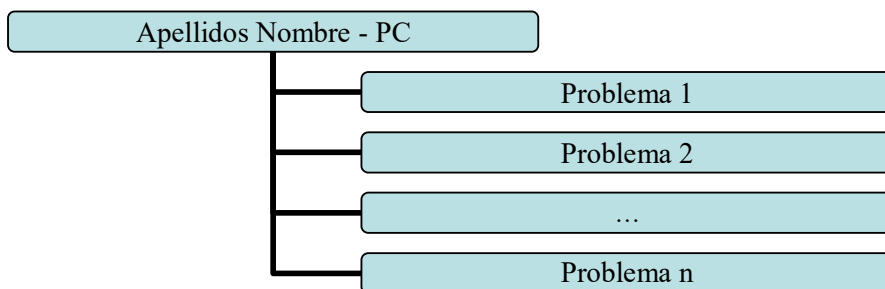 Apellidos Nombre - PC
Problema 1
Problema 2
…
Problema n